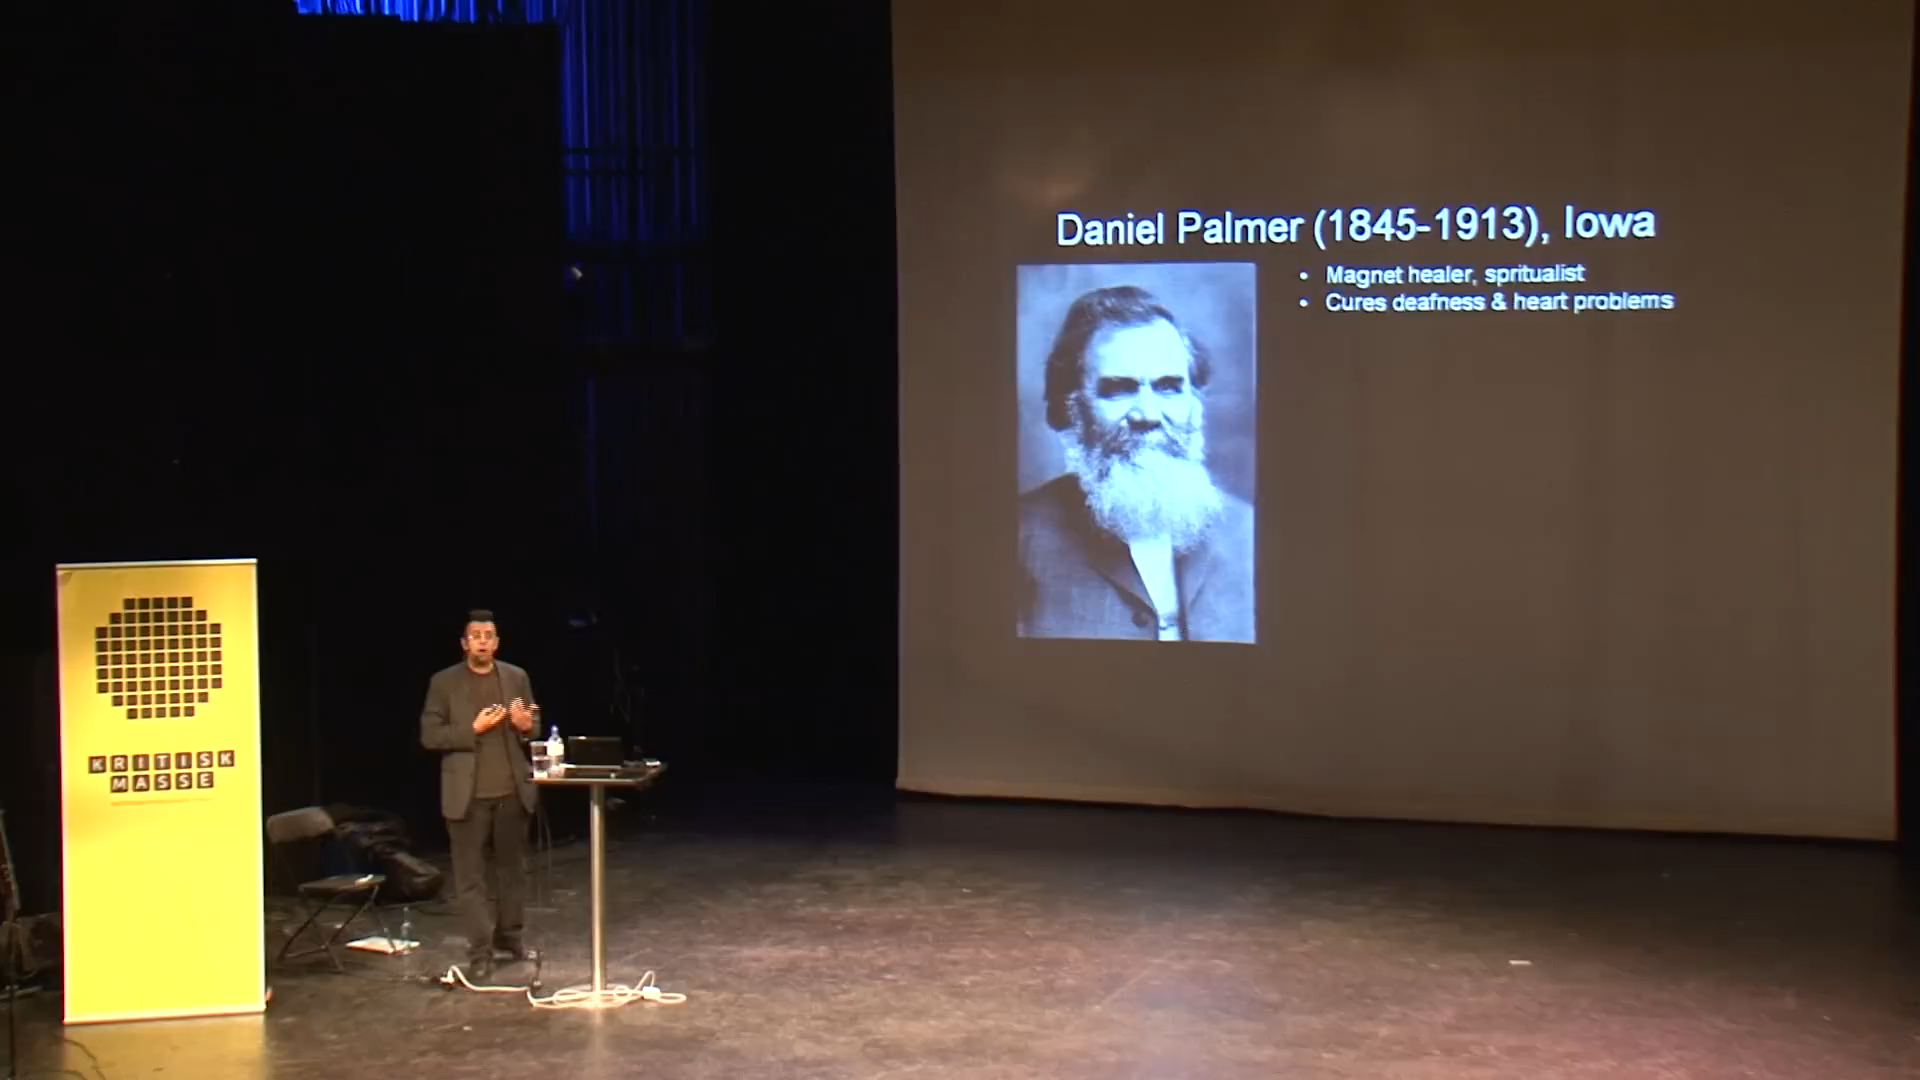 Daniel Palmer (1845-1913), Iowa
• Magnet healer, spritualist
• Cures deafness & heart problems
KRITISK
MASSE